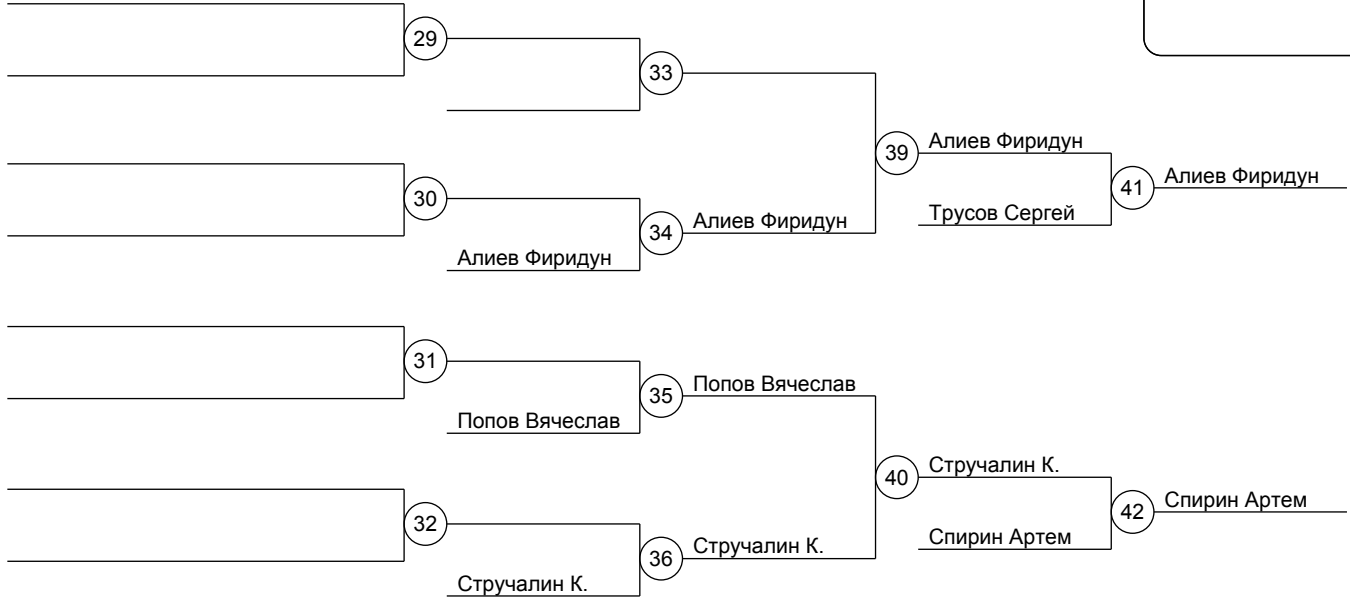 29
33
39
Алиев Фиридун
41
Алиев Фиридун
30
Трусов Сергей
34
Алиев Фиридун
Алиев Фиридун
31
35
Попов Вячеслав
Попов Вячеслав
40
Стручалин К.
42
Спирин Артем
32
Спирин Артем
36
Стручалин К.
Стручалин К.